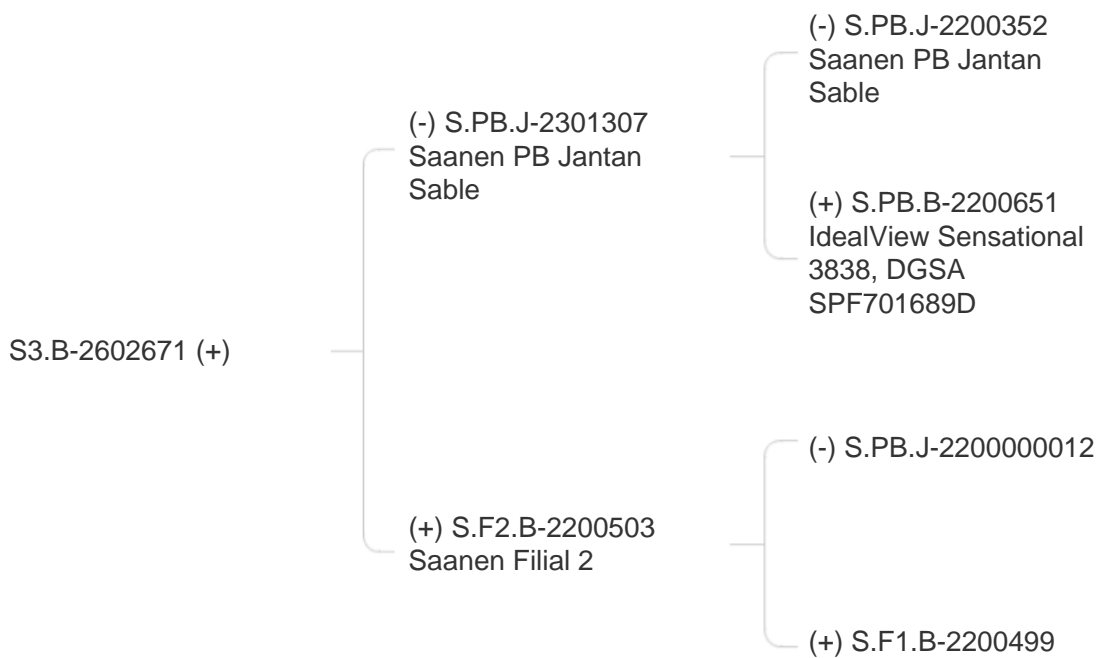 (-) S.PB.J-2200352
Saanen PB Jantan
Sable
(-) S.PB.J-2301307
Saanen PB Jantan
Sable
(+) S.PB.B-2200651
IdealView Sensational
3838, DGSA
SPF701689D
S3.B-2602671 (+)
(-) S.PB.J-2200000012
(+) S.F2.B-2200503
Saanen Filial 2
(+) S.F1.B-2200499